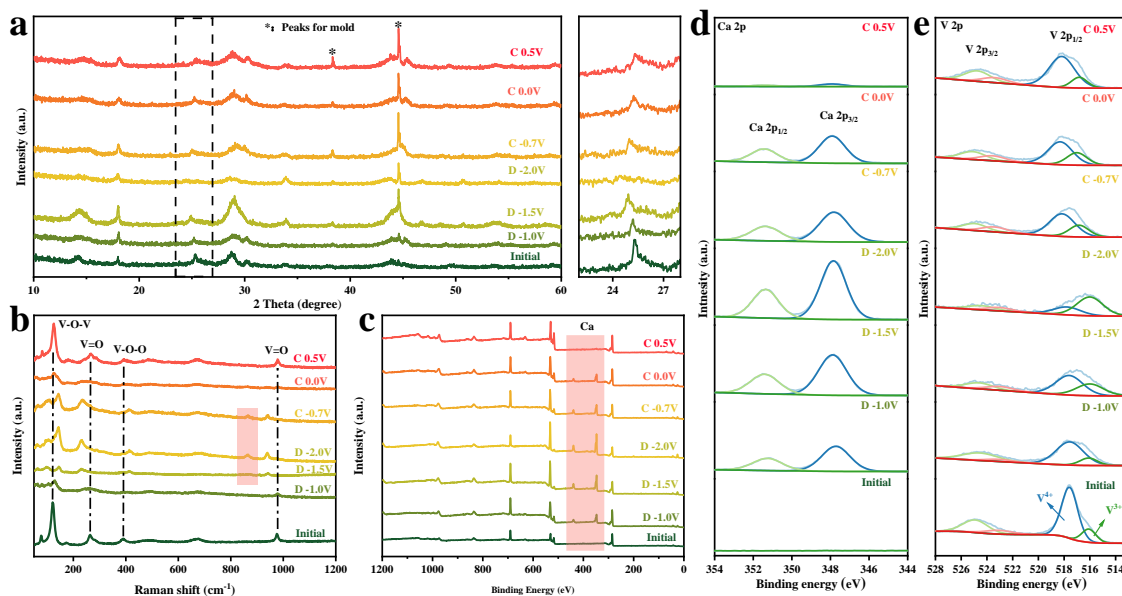 a
*: Peaks for mold
*
*
C 0.5V
C 0.0V
C -0.7V
D -2.0V
D -1.5V
D -1.0V
Initial
Intensity (a.u.)
10 20 30 40 50 60
2 Theta (degree)
24 27
b
V-O-V
V=O
V-O-O
V=O
C 0.5V
C 0.0V
C -0.7V
D -2.0V
D -1.5V
D -1.0V
Initial
Intensity (a.u.)
200 400 600 800 1000 1200
Raman shift (cm-1)
c
Ca
C 0.5V
C 0.0V
C -0.7V
D -2.0V
D -1.5V
D -1.0V
Initial
Intensity (a.u.)
1200 1000 800 600 400 200 0
Binding Energy (eV)
d
Ca 2p
C 0.5V
C 0.0V
Ca 2p1/2
Ca 2p3/2
C -0.7V
D -2.0V
D -1.5V
D -1.0V
Initial
Intnesity (a.u.)
354 352 350 348 346 344
Binding energy (eV)
e
V 2p
C 0.5V
V 2p3/2
V 2p1/2
C 0.0V
C -0.7V
D -2.0V
D -1.5V
D -1.0V
Initial
V4+
V3+
Intnesity (a.u.)
528 526 524 522 520 518 516 514 512
Binding energy (eV)